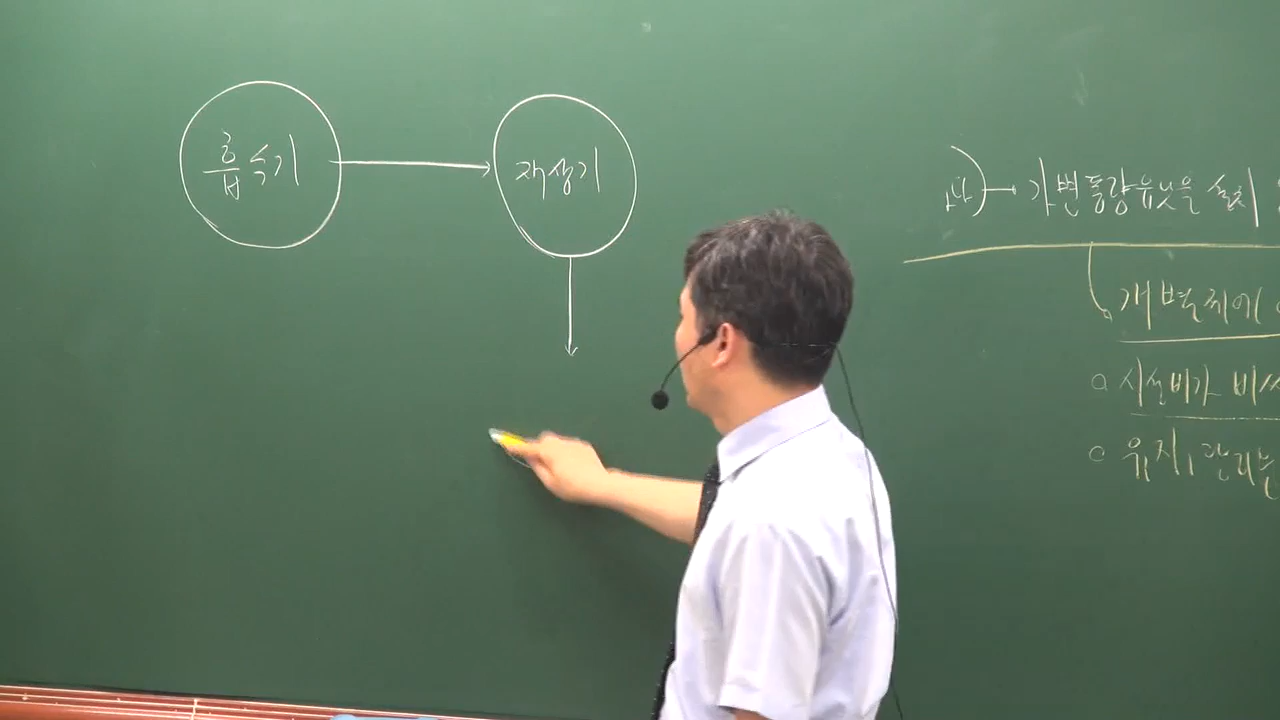 흡수기
재생기
가변풍량유닛을 설치
개별제어
시설비가 비싸
유지관리는